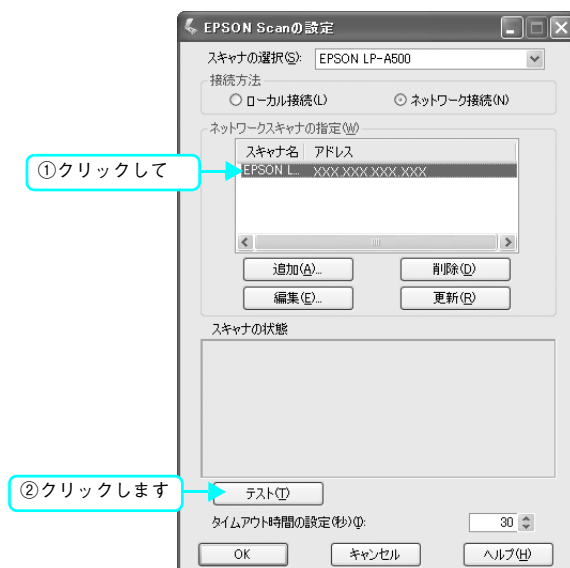 EPSON Scanの設定
スキャナの選択(S): EPSON LP-A500
接続方法
ローカル接続(L) ネットワーク接続(N)
ネットワークスキャナの指定(W)
スキャナ名 アドレス
①クリックして
EPSON L... XXX.XXX.XXX.XXX
追加(A)... 削除(D)
編集(E)... 更新(R)
スキャナの状態
②クリックします
テスト(T)
タイムアウト時間の設定(秒)(I): 30
OK キャンセル ヘルプ(H)